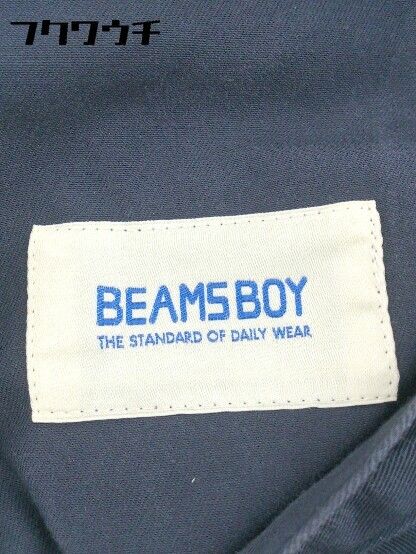 フクワウチ
BEAMS BOY
THE STANDARD OF DAILY WEAR